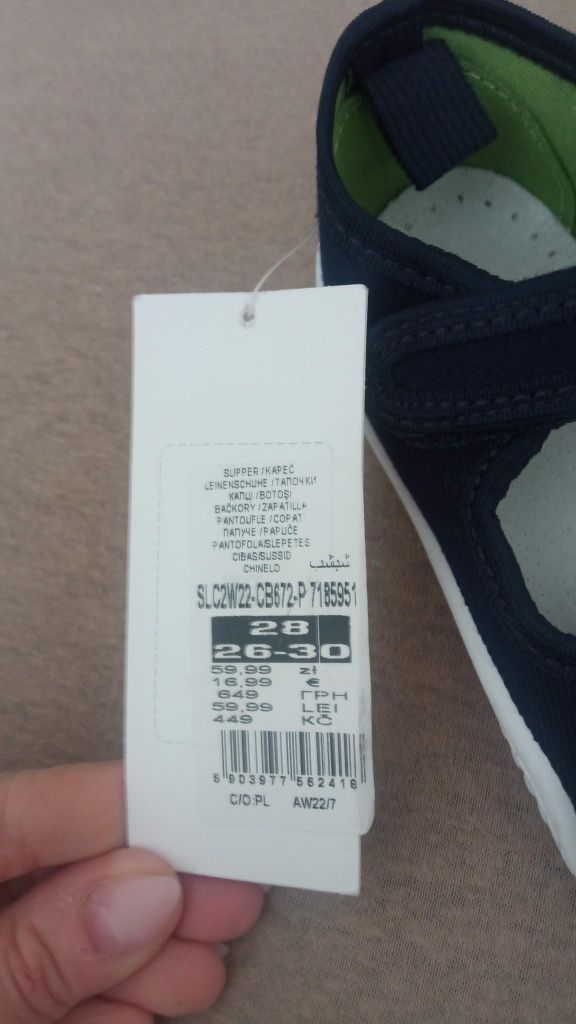 SLIPPER / KAPEĆ
LEINENSCHUHE / ТАПОЧКИ
КАПЦІ / BOTOȘI
BAČKORY / ZAPATILLA
PANTOUFLE / COPATI
ПАПУЧЕ / PAPUČE
PANTOFOLA/SLEPETES
CIBAS/SUSSID
CHINELO شبشب
SLC2W22-CB672-P 7185951
28
26-30
59,99 zł
16,99 €
649 ГРН
59,99 LEI
449 KČ
5 903977 562418
C/O:PL AW22/7